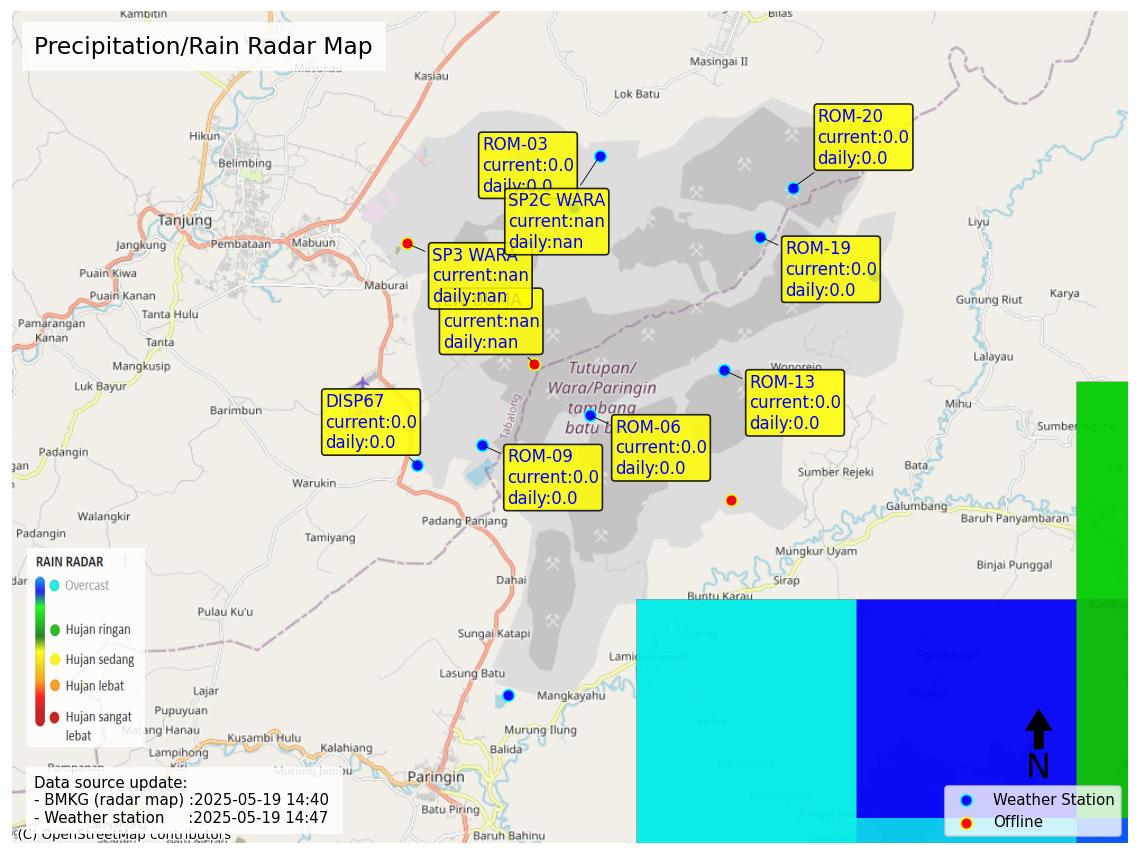 Precipitation/Rain Radar Map
Kambitin
Bilas
Masukau
Kasiau
Masingai II
Lok Batu
Hikun
Belimbing
Tanjung
Jangkung
Pembataan
Mabuun
Puain Kiwa
Puain Kanan
Maburai
Tanta Hulu
Pamarangan
Kanan
Tanta
Mangkusip
Luk Bayur
Barimbun
Padangin
Warukin
Walangkir
Padangin
Tamiyang
Padang Panjang
Dahai
Pulau Ku'u
Sungai Katapi
Lasung Batu
Lajar
Pupuyuan
Matang Hanau
Lampihong
Kusambi Hulu
Kalahiang
Murung Jambu
Paringin
Batu Piring
Baruh Bahinu
Balida
Murung Ilung
Mangkayahu
Buntu Karau
Sirap
Mungkur Uyam
Binjai Punggal
Baruh Panyambaran
Galumbang
Bata
Sumber Rejeki
Mihu
Lalayau
Gunung Riut
Karya
Liyu
Wonorejo
Tabalong
Tutupan/
Wara/Paringin
tambang
ROM-03
current:0.0
daily:0.0
SP2C WARA
current:nan
daily:nan
SP3 WARA
current:nan
daily:nan
current:nan
daily:nan
ROM-20
current:0.0
daily:0.0
ROM-19
current:0.0
daily:0.0
ROM-13
current:0.0
daily:0.0
ROM-06
current:0.0
daily:0.0
ROM-09
current:0.0
daily:0.0
DISP67
current:0.0
daily:0.0
RAIN RADAR
Overcast
Hujan ringan
Hujan sedang
Hujan lebat
Hujan sangat
lebat
Data source update:
- BMKG (radar map) :2025-05-19 14:40
- Weather station :2025-05-19 14:47
(C) OpenStreetMap contributors
N
Weather Station
Offline